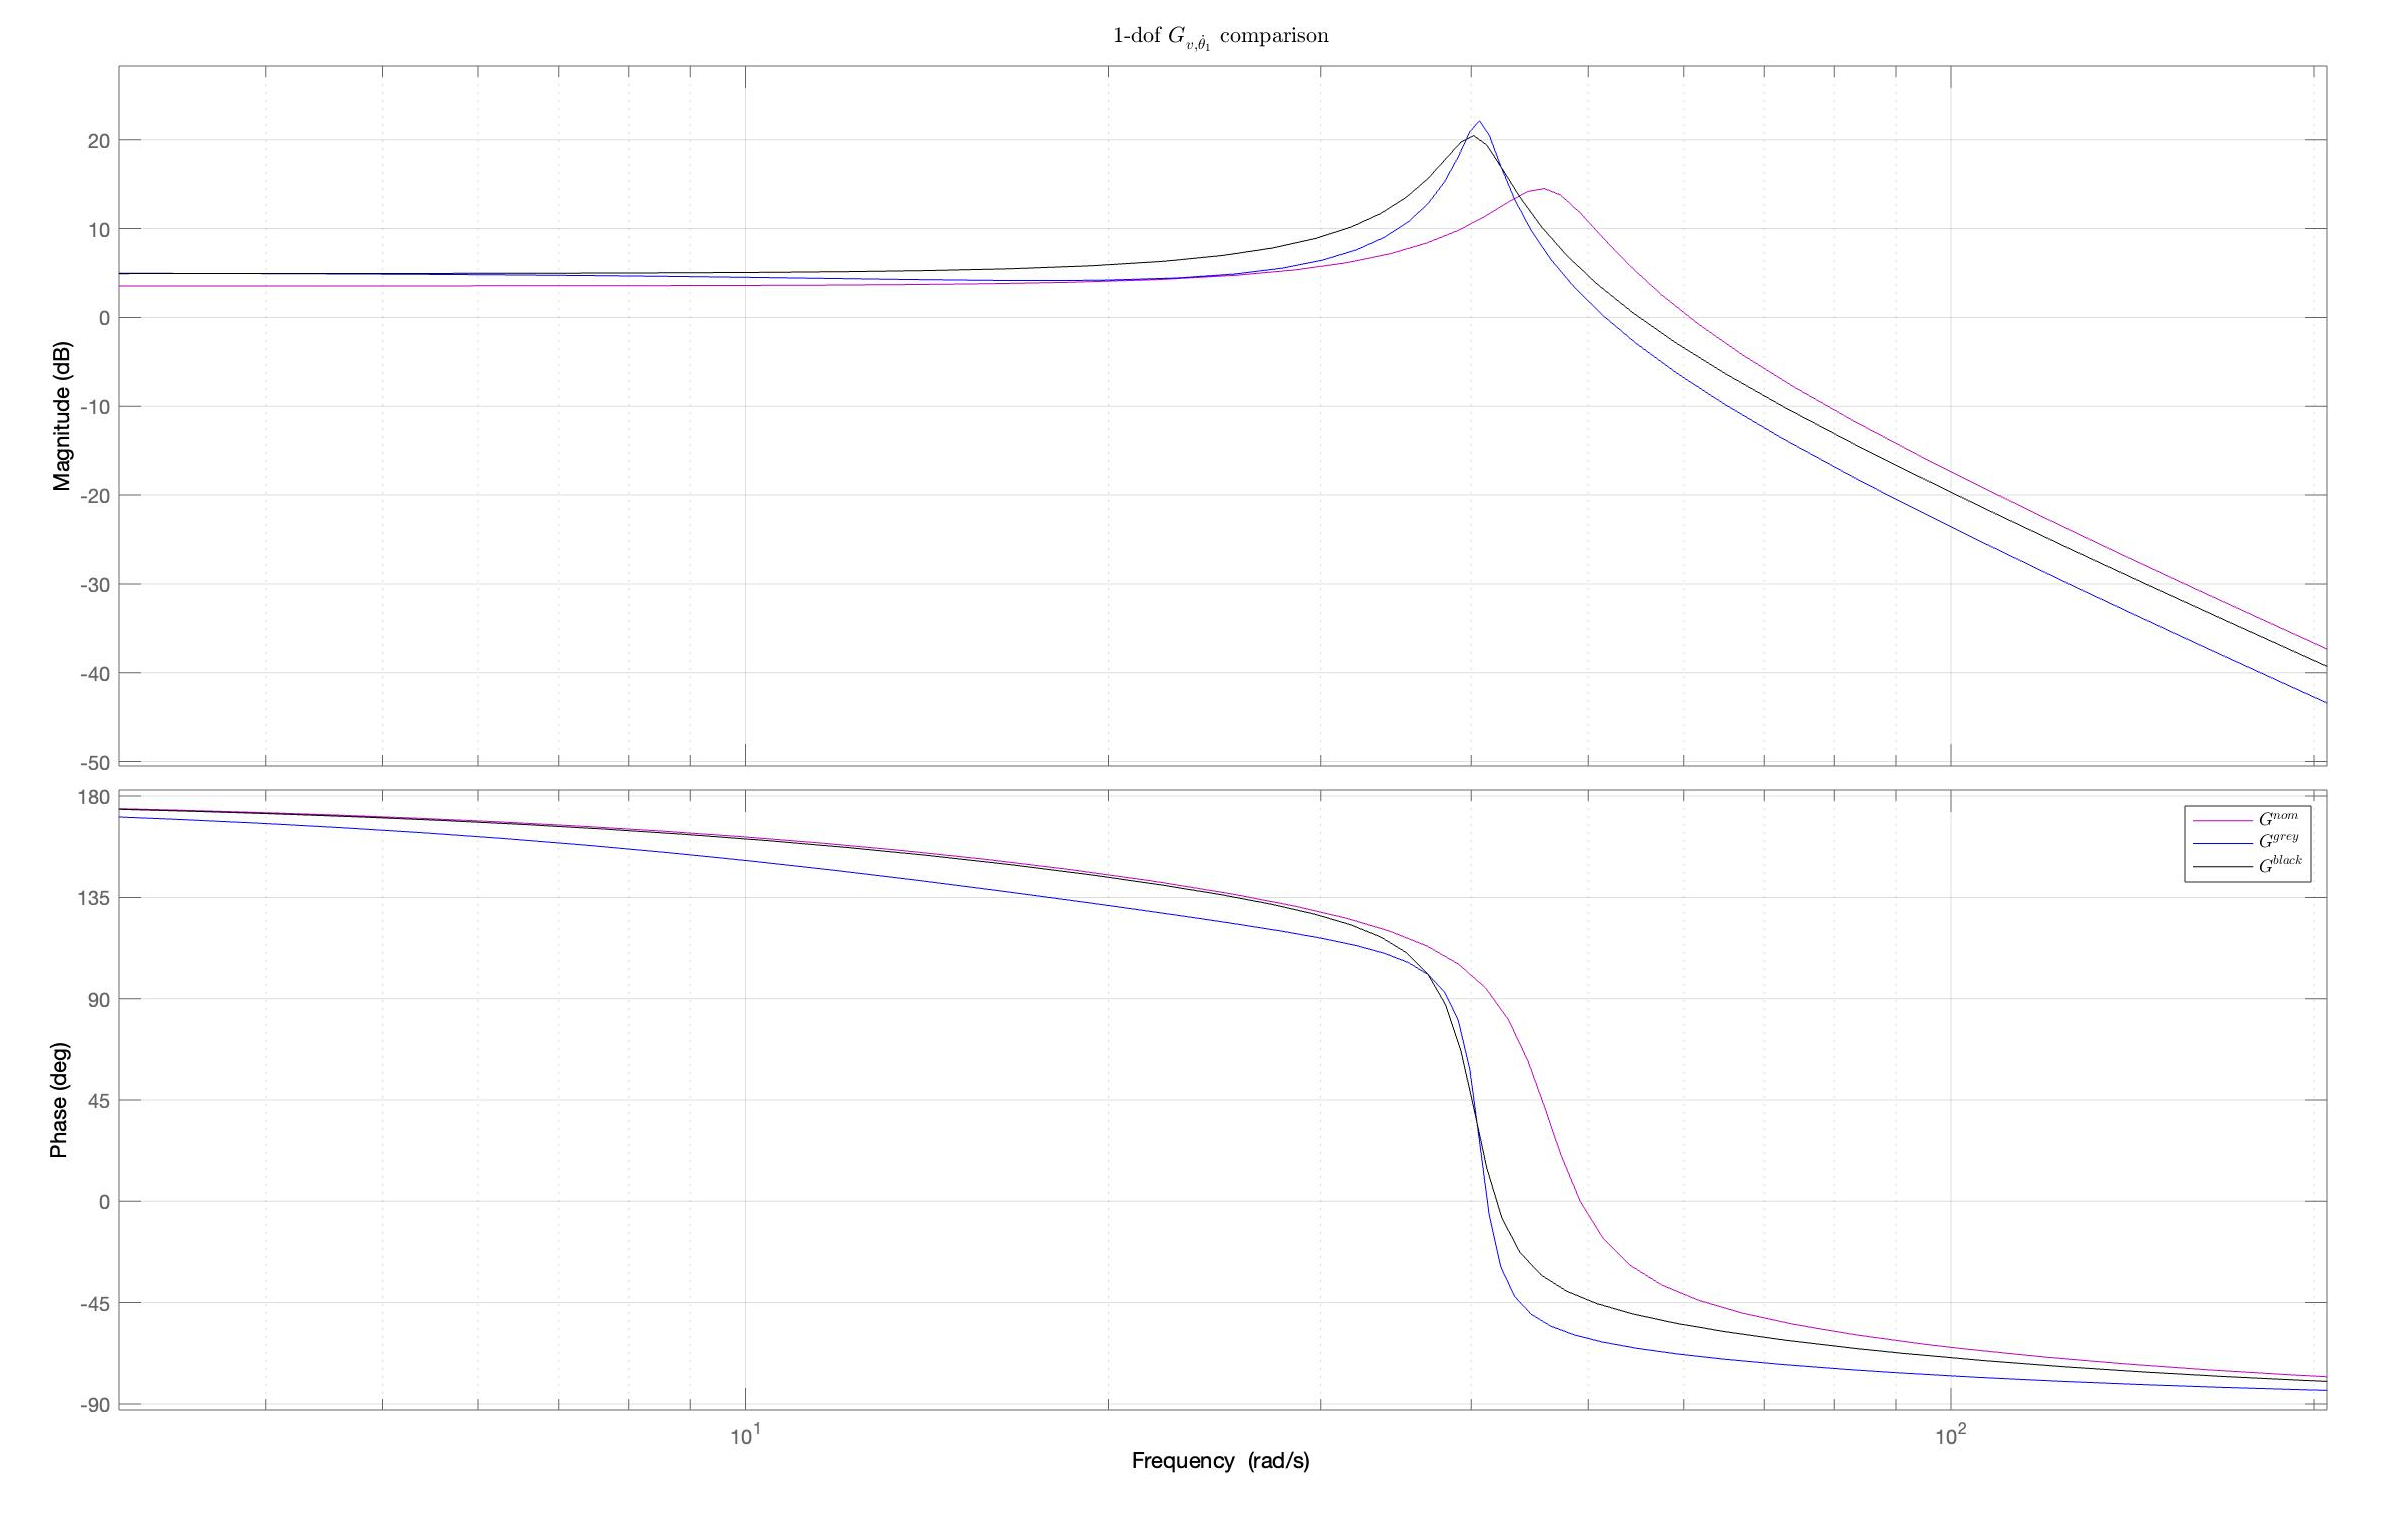 1-dof G_{v,θ̇_1} comparison
Magnitude (dB)
20
10
0
-10
-20
-30
-40
-50
Phase (deg)
180
135
90
45
0
-45
-90
G^{nom}
G^{grey}
G^{black}
10^1
10^2
Frequency (rad/s)